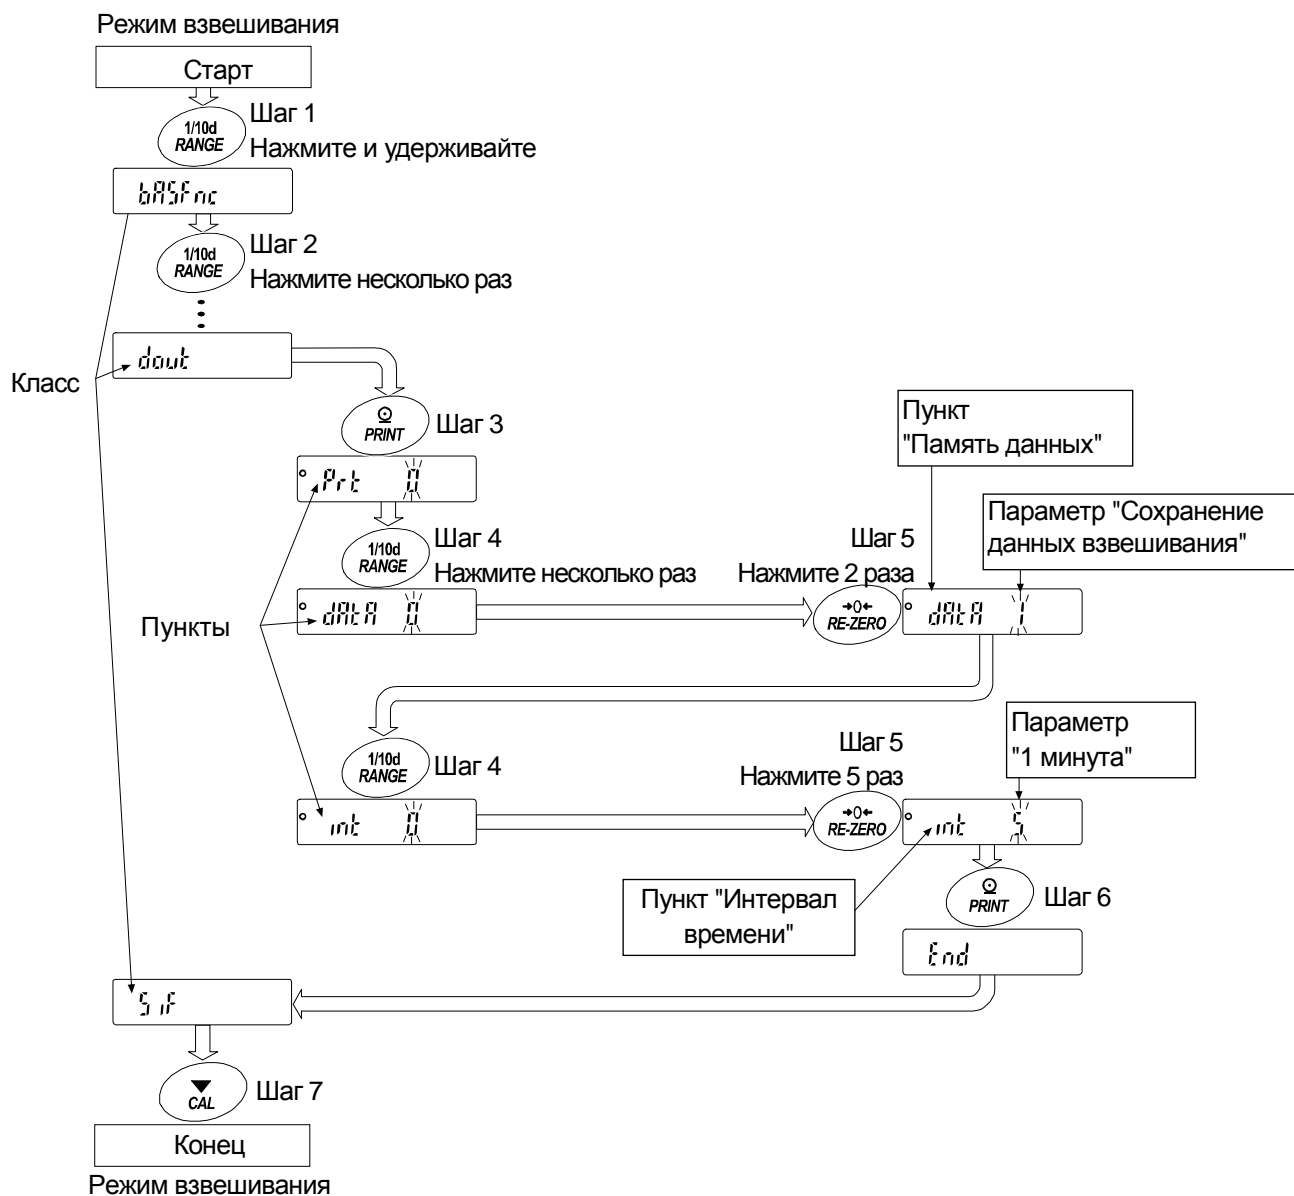 Режим взвешивания
Старт
Шаг 1
1/10d
RANGE
Нажмите и удерживайте
bASFnc
Шаг 2
1/10d
RANGE
Нажмите несколько раз
dout
Класс
PRINT
Шаг 3
Пункт
"Память данных"
Prt 0
Параметр "Сохранение
данных взвешивания"
1/10d
RANGE
Шаг 4
Нажмите несколько раз
Шаг 5
Нажмите 2 раза
dAtA 0
→0←
RE-ZERO
dAtA 1
Пункты
Параметр
"1 минута"
1/10d
RANGE
Шаг 4
Шаг 5
Нажмите 5 раз
int 0
→0←
RE-ZERO
int 5
Пункт "Интервал
времени"
PRINT
Шаг 6
End
S iF
CAL
Шаг 7
Конец
Режим взвешивания